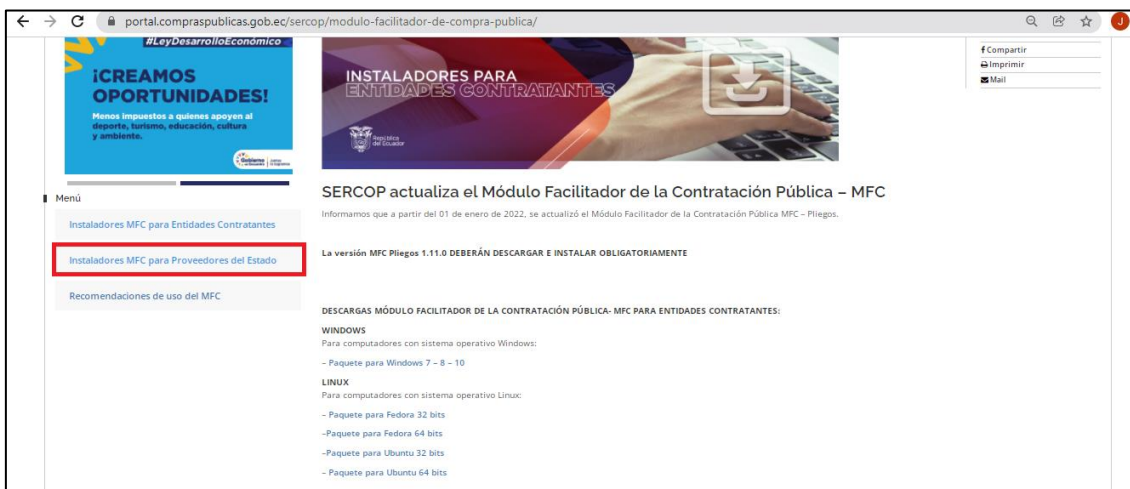 portal.compraspublicas.gob.ec/sercop/modulo-facilitador-de-compra-publica/
J
#LeyDesarrolloEconómico
¡CREAMOS
OPORTUNIDADES!
Menos impuestos a quienes apoyen al
deporte, turismo, educación, cultura
y ambiente.
Menú
Instaladores MFC para Entidades Contratantes
Instaladores MFC para Proveedores del Estado
Recomendaciones de uso del MFC
INSTALADORES PARA
ENTIDADES CONTRATANTES
República
del Ecuador
SERCOP actualiza el Módulo Facilitador de la Contratación Pública – MFC
Informamos que a partir del 01 de enero de 2022, se actualizó el Módulo Facilitador de la Contratación Pública MFC – Pliegos.
La versión MFC Pliegos 1.11.0 DEBERÁN DESCARGAR E INSTALAR OBLIGATORIAMENTE
DESCARGAS MÓDULO FACILITADOR DE LA CONTRATACIÓN PÚBLICA- MFC PARA ENTIDADES CONTRATANTES:
WINDOWS
Para computadores con sistema operativo Windows:
– Paquete para Windows 7 – 8 – 10
LINUX
Para computadores con sistema operativo Linux:
– Paquete para Fedora 32 bits
–Paquete para Fedora 64 bits
–Paquete para Ubuntu 32 bits
– Paquete para Ubuntu 64 bits
Compartir
Imprimir
Mail